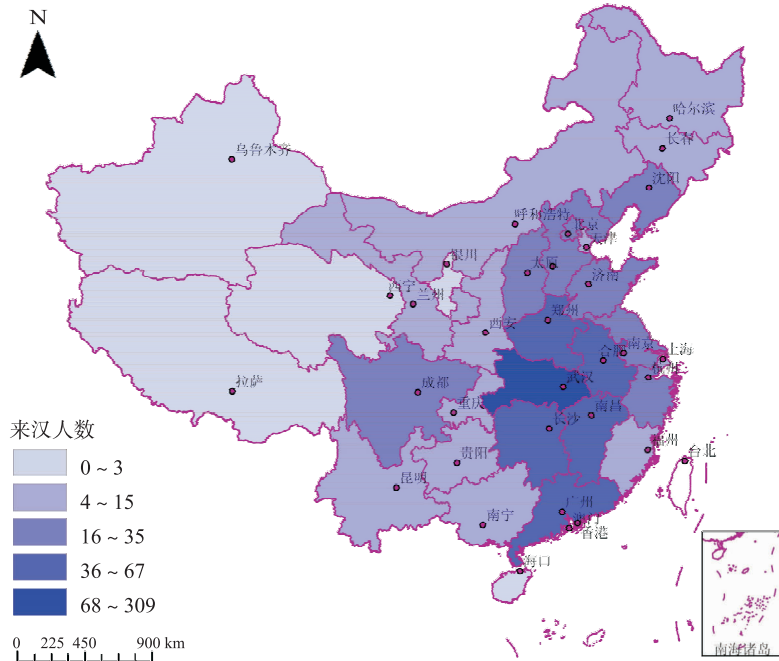 N
哈尔滨
长春
乌鲁木齐
沈阳
呼和浩特
北京
天津
银川
太原
西宁
兰州
济南
郑州
西安
南京
合肥
上海
杭州
拉萨
成都
武汉
重庆
南昌
长沙
来汉人数
福州
台北
贵阳
0 ~ 3
昆明
4 ~ 15
广州
南宁
澳门
香港
16 ~ 35
海口
36 ~ 67
68 ~ 309
0 225 450 900 km
南海诸岛